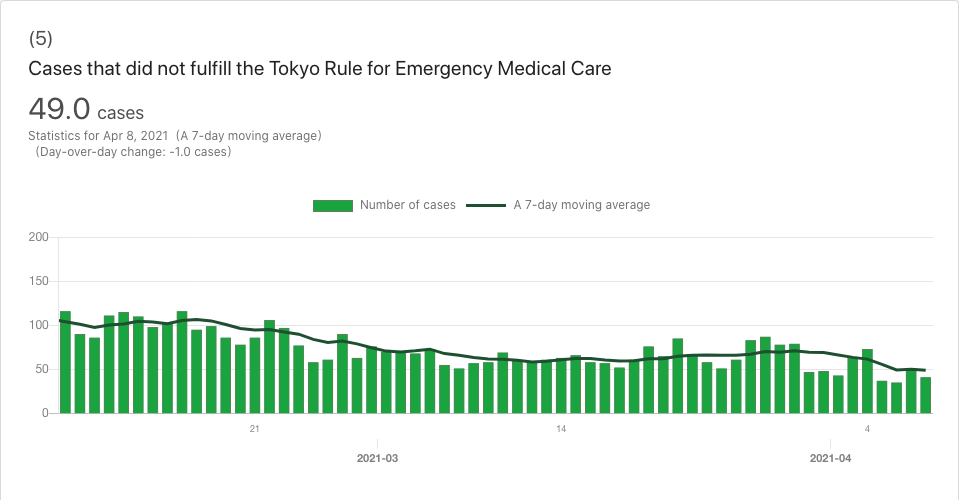 (5)
Cases that did not fulfill the Tokyo Rule for Emergency Medical Care
49.0 cases
Statistics for Apr 8, 2021 (A 7-day moving average)
(Day-over-day change: -1.0 cases)
Number of cases A 7-day moving average
200
150
100
50
0
21 14 4
2021-03 2021-04